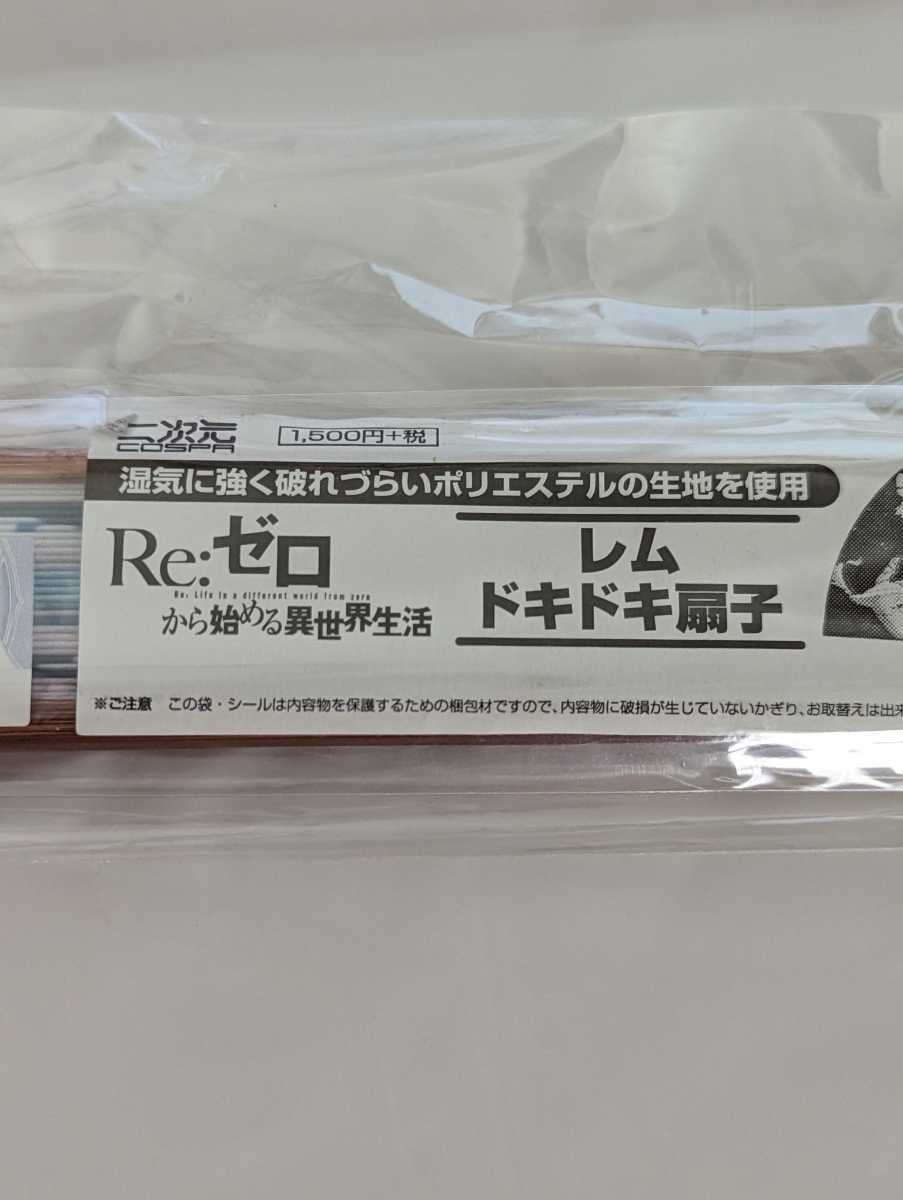 二次元
COSPA
1,500円+税
湿気に強く破れづらいポリエステルの生地を使用
Re:ゼロ
Re: Life in a different world from zero
から始める異世界生活
レム
ドキドキ扇子
※ご注意 この袋・シールは内容物を保護するための梱包材ですので、内容物に破損が生じていないかぎり、お取替えは出来